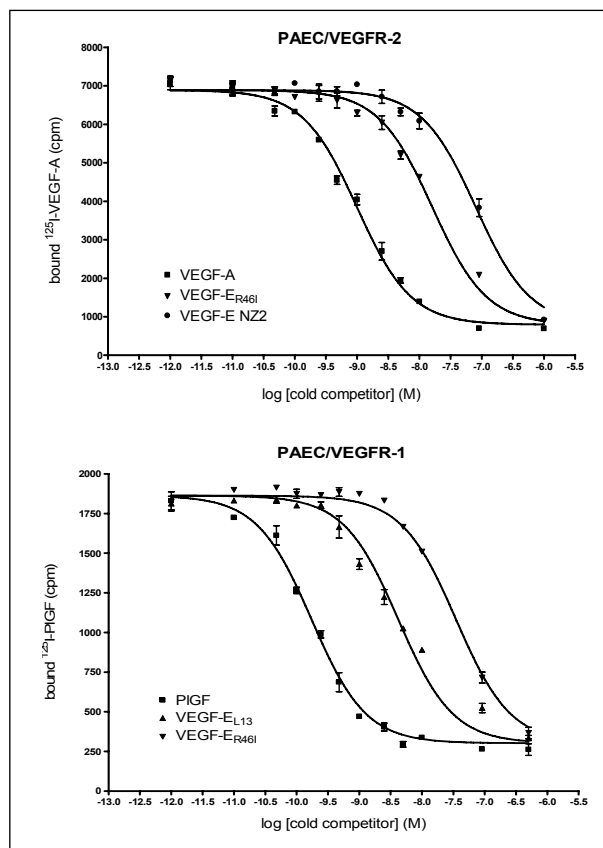 PAEC/VEGFR-2
8000
7000
6000
5000
4000
3000
2000
1000
0
bound ¹²⁵I-VEGF-A (cpm)
VEGF-A
VEGF-E_R46I
VEGF-E NZ2
-13.0 -12.5 -12.0 -11.5 -11.0 -10.5 -10.0 -9.5 -9.0 -8.5 -8.0 -7.5 -7.0 -6.5 -6.0 -5.5
log [cold competitor] (M)
PAEC/VEGFR-1
2000
1750
1500
1250
1000
750
500
250
0
bound ¹²⁵I-PlGF (cpm)
PlGF
VEGF-E_L13
VEGF-E_R46I
-13.0 -12.5 -12.0 -11.5 -11.0 -10.5 -10.0 -9.5 -9.0 -8.5 -8.0 -7.5 -7.0 -6.5 -6.0 -5.5
log [cold competitor] (M)